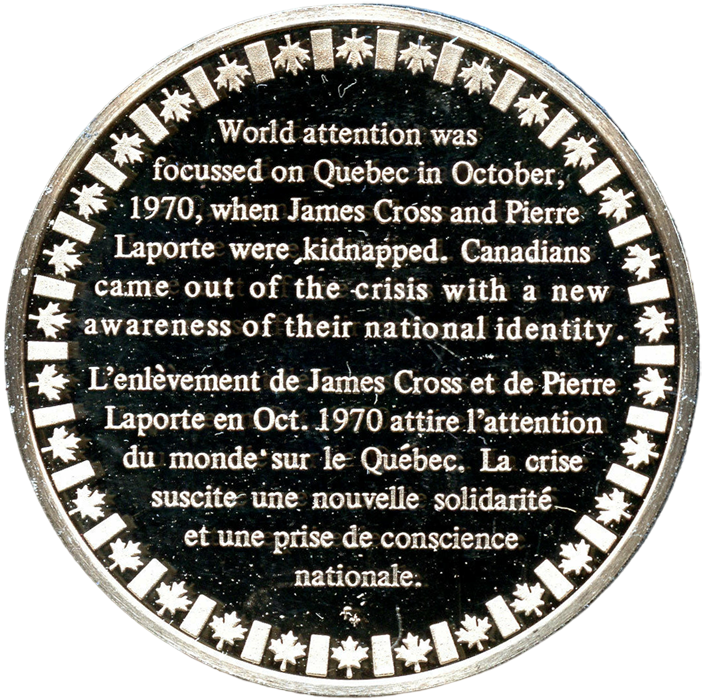 World attention was
focussed on Quebec in October,
1970, when James Cross and Pierre
Laporte were kidnapped. Canadians
came out of the crisis with a new
awareness of their national identity.
L'enlèvement de James Cross et de Pierre
Laporte en Oct. 1970 attire l'attention
du monde sur le Québec. La crise
suscite une nouvelle solidarité
et une prise de conscience
nationale.